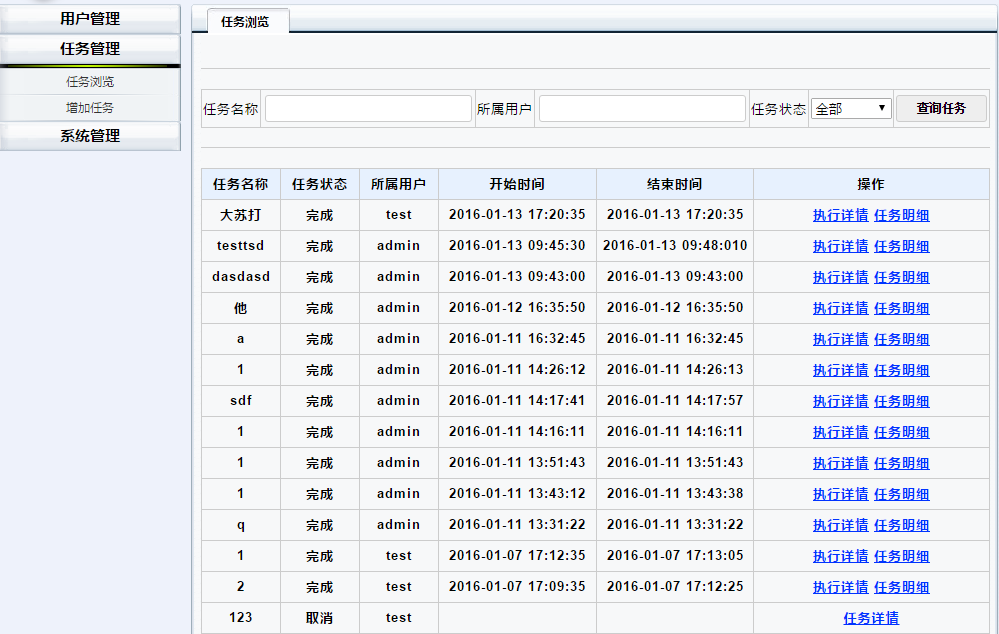 用户管理
任务管理
任务浏览
增加任务
系统管理
任务浏览
任务名称 所属用户 任务状态 全部 查询任务
任务名称 任务状态 所属用户 开始时间 结束时间 操作
大苏打 完成 test 2016-01-13 17:20:35 2016-01-13 17:20:35 执行详情 任务明细
testtsd 完成 admin 2016-01-13 09:45:30 2016-01-13 09:48:010 执行详情 任务明细
dasdasd 完成 admin 2016-01-13 09:43:00 2016-01-13 09:43:00 执行详情 任务明细
他 完成 admin 2016-01-12 16:35:50 2016-01-12 16:35:50 执行详情 任务明细
a 完成 admin 2016-01-11 16:32:45 2016-01-11 16:32:45 执行详情 任务明细
1 完成 admin 2016-01-11 14:26:12 2016-01-11 14:26:13 执行详情 任务明细
sdf 完成 admin 2016-01-11 14:17:41 2016-01-11 14:17:57 执行详情 任务明细
1 完成 admin 2016-01-11 14:16:11 2016-01-11 14:16:11 执行详情 任务明细
1 完成 admin 2016-01-11 13:51:43 2016-01-11 13:51:43 执行详情 任务明细
1 完成 admin 2016-01-11 13:43:12 2016-01-11 13:43:38 执行详情 任务明细
q 完成 admin 2016-01-11 13:31:22 2016-01-11 13:31:22 执行详情 任务明细
1 完成 test 2016-01-07 17:12:35 2016-01-07 17:13:05 执行详情 任务明细
2 完成 test 2016-01-07 17:09:35 2016-01-07 17:12:25 执行详情 任务明细
123 取消 test 任务详情